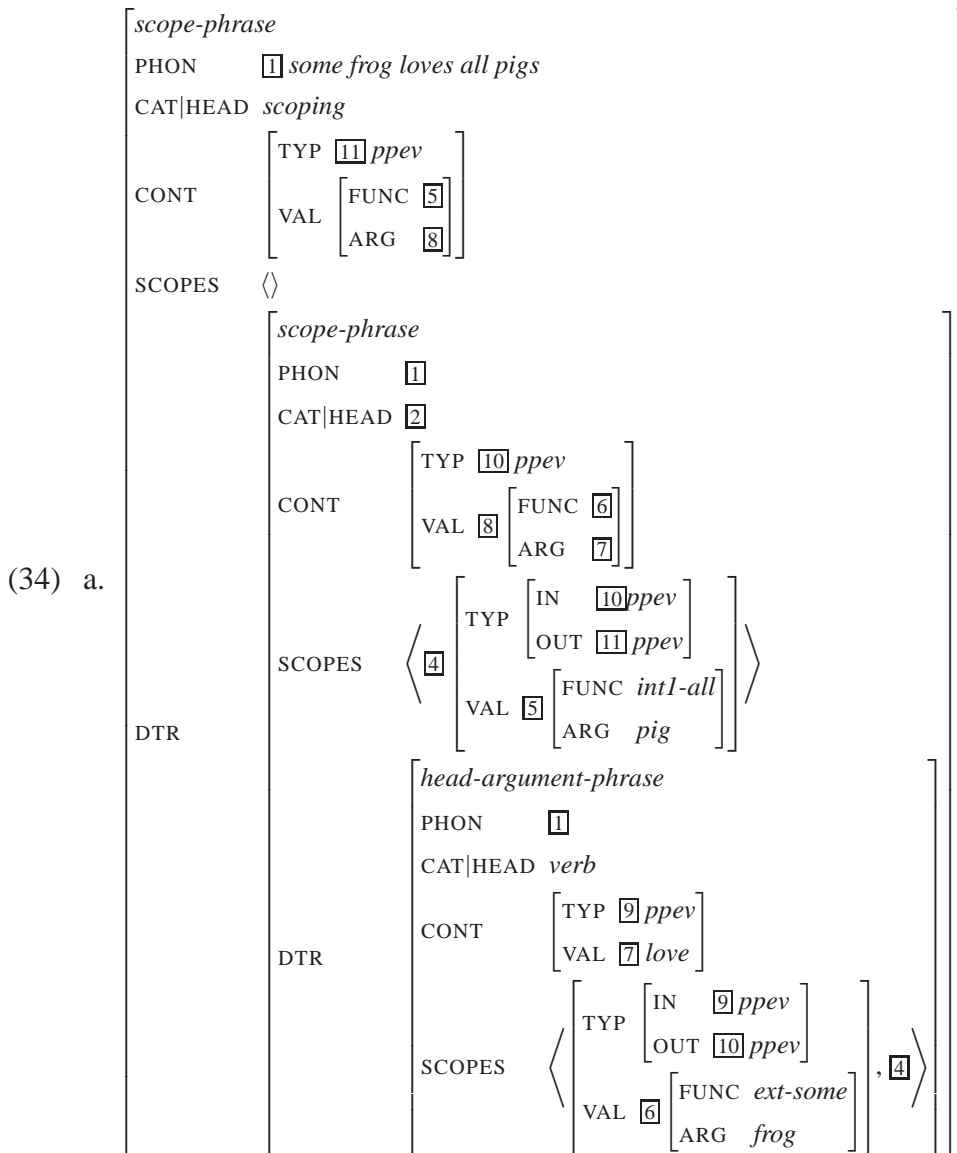 scope-phrase
PHON 1 some frog loves all pigs
CAT|HEAD scoping
TYP 11 ppev
CONT
VAL FUNC 5
ARG 8
SCOPES ⟨⟩
scope-phrase
PHON 1
CAT|HEAD 2
TYP 10 ppev
CONT
VAL 8 FUNC 6
ARG 7
(34) a.
TYP IN 10 ppev
OUT 11 ppev
SCOPES ⟨ 4 ⟩
VAL 5 FUNC int1-all
ARG pig
DTR
head-argument-phrase
PHON 1
CAT|HEAD verb
CONT TYP 9 ppev
VAL 7 love
DTR
TYP IN 9 ppev
OUT 10 ppev
SCOPES ⟨ , 4 ⟩
VAL 6 FUNC ext-some
ARG frog